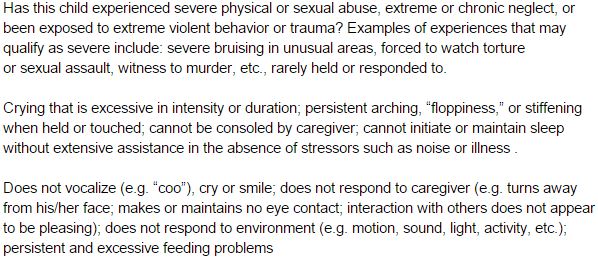 Has this child experienced severe physical or sexual abuse, extreme or chronic neglect, or
been exposed to extreme violent behavior or trauma? Examples of experiences that may
qualify as severe include: severe bruising in unusual areas, forced to watch torture
or sexual assault, witness to murder, etc., rarely held or responded to.

Crying that is excessive in intensity or duration; persistent arching, “floppiness,” or stiffening
when held or touched; cannot be consoled by caregiver; cannot initiate or maintain sleep
without extensive assistance in the absence of stressors such as noise or illness .

Does not vocalize (e.g. “coo”), cry or smile; does not respond to caregiver (e.g. turns away
from his/her face; makes or maintains no eye contact; interaction with others does not appear
to be pleasing); does not respond to environment (e.g. motion, sound, light, activity, etc.);
persistent and excessive feeding problems